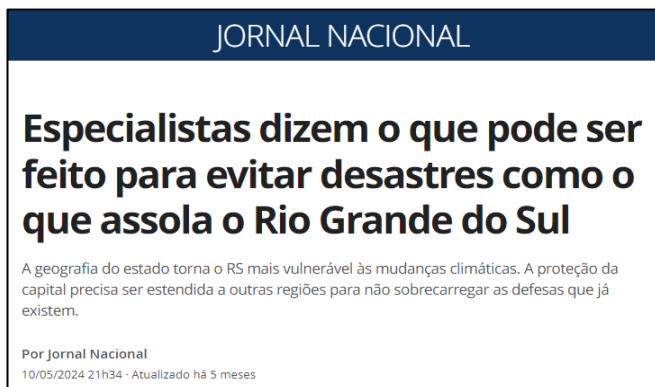 JORNAL NACIONAL
Especialistas dizem o que pode ser
feito para evitar desastres como o
que assola o Rio Grande do Sul
A geografia do estado torna o RS mais vulnerável às mudanças climáticas. A proteção da
capital precisa ser estendida a outras regiões para não sobrecarregar as defesas que já
existem.
Por Jornal Nacional
10/05/2024 21h34 · Atualizado há 5 meses